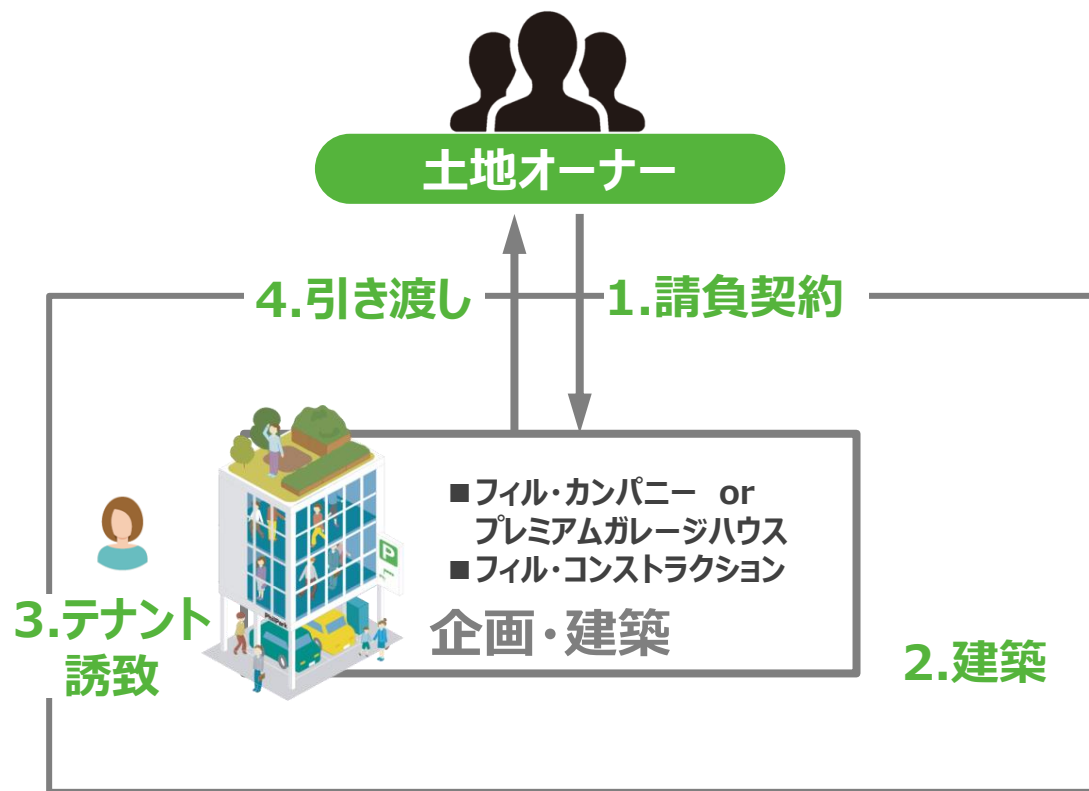 土地オーナー
4.引き渡し
1.請負契約
■フィル・カンパニー or
プレミアムガレージハウス
■フィル・コンストラクション
企画・建築
P
PhilPark
3.テナント
誘致
2.建築